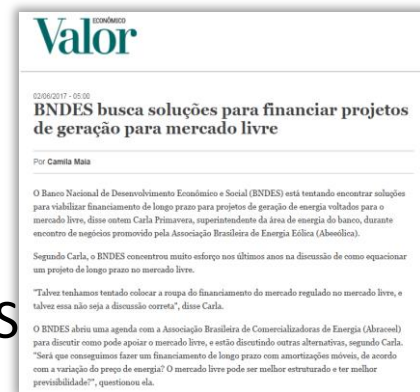 ECONÔMICO
Valor
02/06/2017 - 05:00
BNDES busca soluções para financiar projetos
de geração para mercado livre
Por Camila Maia
O Banco Nacional de Desenvolvimento Econômico e Social (BNDES) está tentando encontrar soluções
para viabilizar financiamento de longo prazo para projetos de geração de energia voltados para o
mercado livre, disse ontem Carla Primavera, superintendente da área de energia do banco, durante
encontro de negócios promovido pela Associação Brasileira de Energia Eólica (Abeeólica).
Segundo Carla, o BNDES concentrou muito esforço nos últimos anos na discussão de como equacionar
um projeto de longo prazo no mercado livre.
"Talvez tenhamos tentado colocar a roupa do financiamento do mercado regulado no mercado livre, e
talvez essa não seja a discussão correta", disse Carla.
S
O BNDES abriu uma agenda com a Associação Brasileira de Comercializadoras de Energia (Abraceel)
para discutir como pode apoiar o mercado livre, e estão discutindo outras alternativas, segundo Carla.
"Será que conseguimos fazer um financiamento de longo prazo com amortizações móveis, de acordo
com a variação do preço de energia? O mercado livre pode ser melhor estruturado e ter melhor
previsibilidade?", questionou ela.